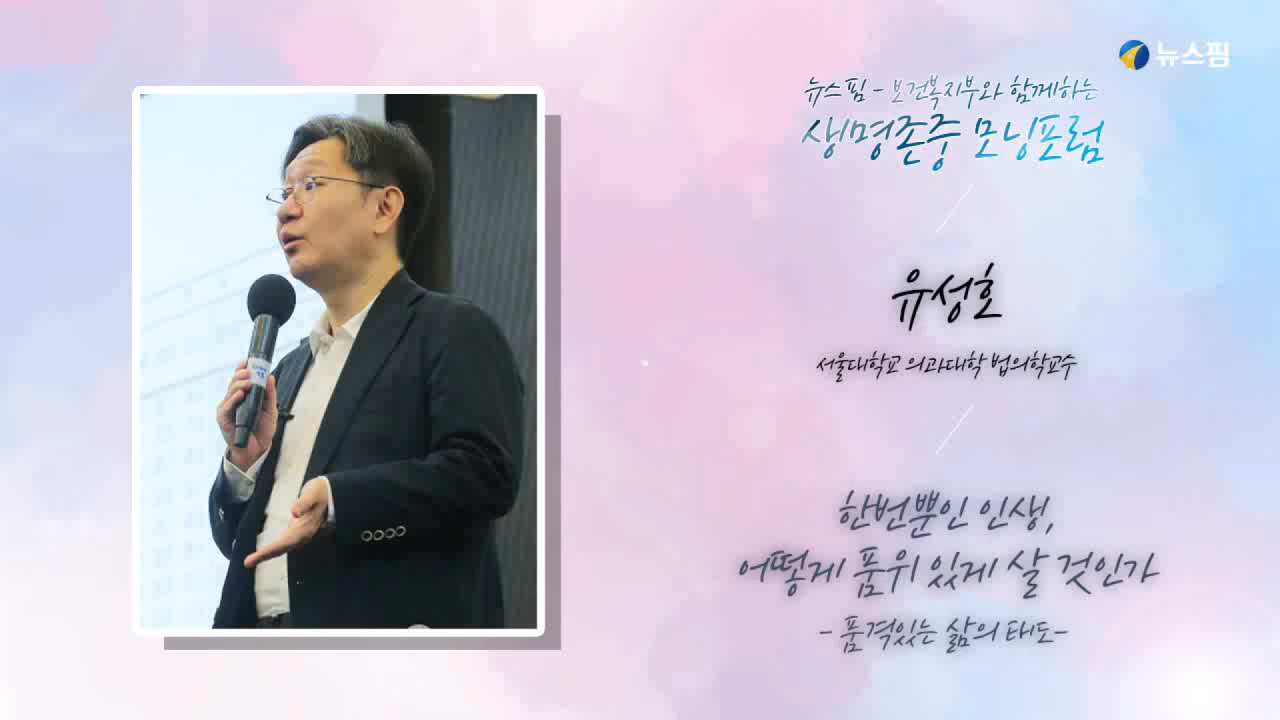 뉴스핌
뉴스핌 - 보건복지부와 함께하는
생명존중 모닝포럼
유성호
서울대학교 의과대학 법의학교수
한번뿐인 인생,
어떻게 품위 있게 살 것인가
- 품격있는 삶의 태도-